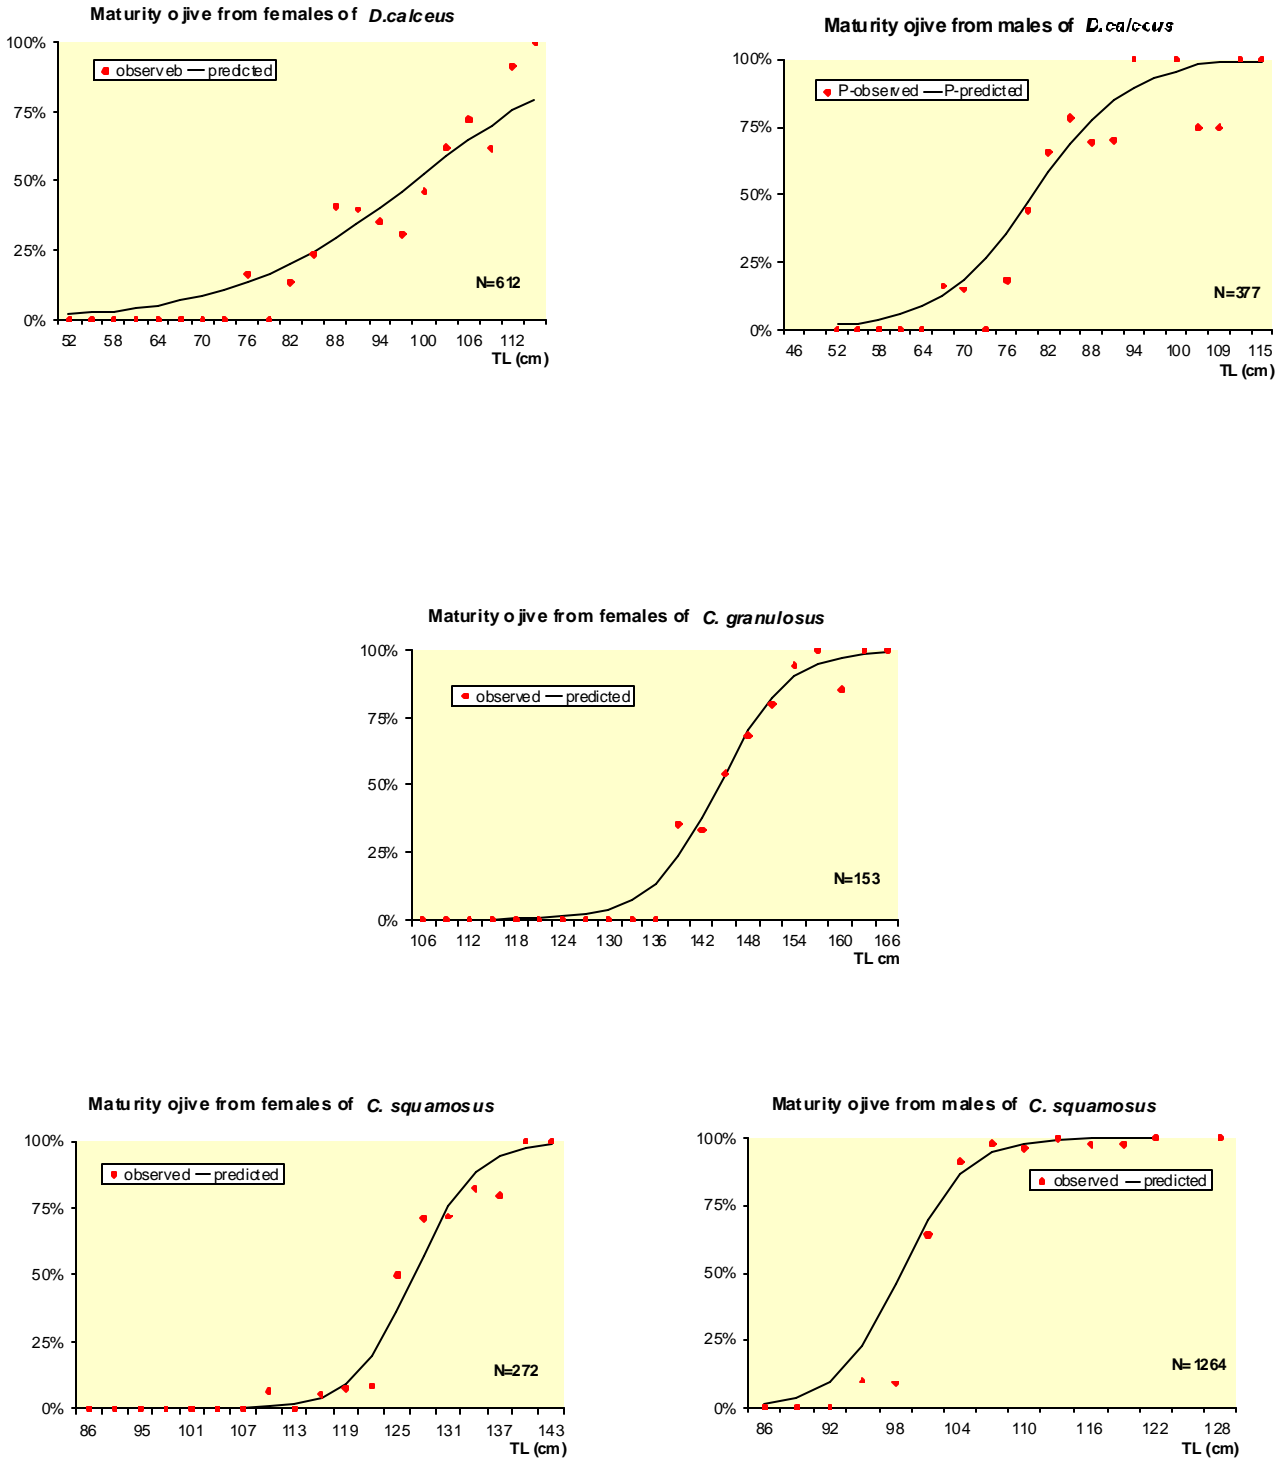 Maturity ojive from females of D.calceus
100%
75%
50%
25%
0%
observeb predicted
N=612
52 58 64 70 76 82 88 94 100 106 112
TL (cm)
Maturity ojive from males of D.calceus
100%
75%
50%
25%
0%
P-observed P-predicted
N=377
46 52 58 64 70 76 82 88 94 100 109 115
TL (cm)
Maturity ojive from females of C. granulosus
100%
75%
50%
25%
0%
observed predicted
N=153
106 112 118 124 130 136 142 148 154 160 166
TL cm
Maturity ojive from females of C. squamosus
100%
75%
50%
25%
0%
observed predicted
N=272
86 95 101 107 113 119 125 131 137 143
TL (cm)
Maturity ojive from males of C. squamosus
100%
75%
50%
25%
0%
observed predicted
N=1264
86 92 98 104 110 116 122 128
TL (cm)